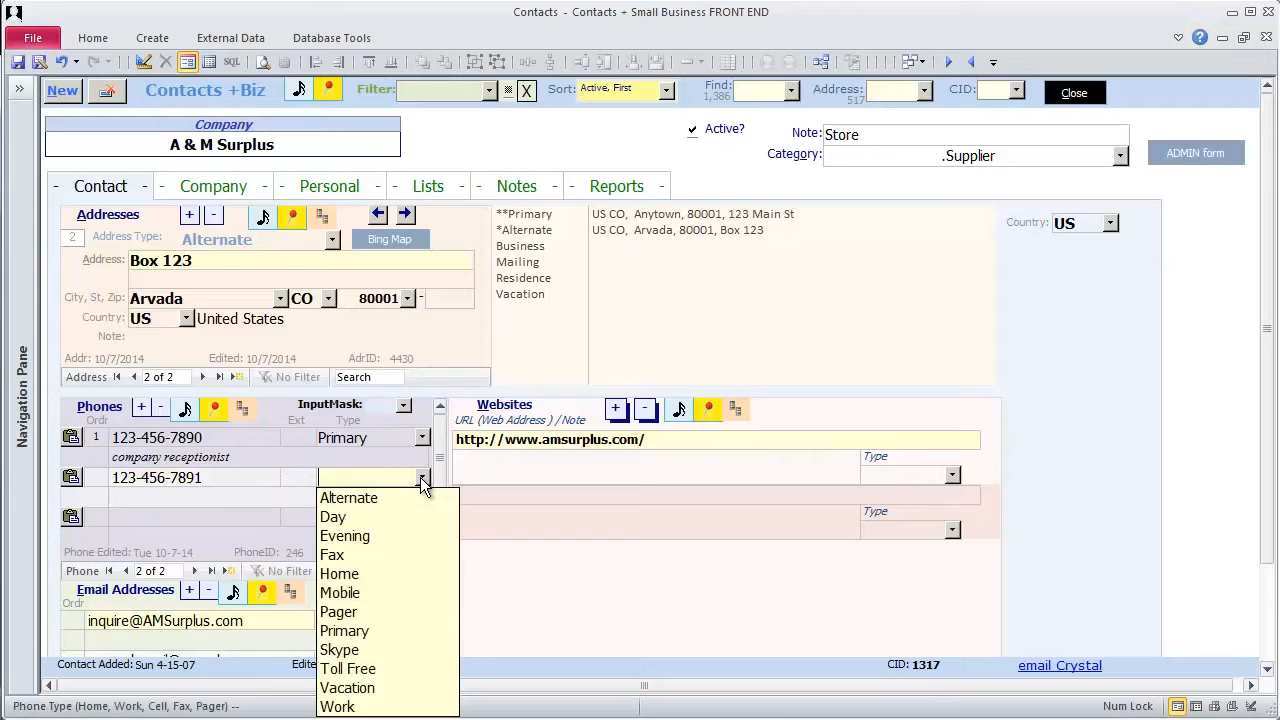 Contacts - Contacts + Small Business FRONT END
File Home Create External Data Database Tools
SQL
New Contacts +Biz Filter: X Sort: Active, First Find: 1,386 Address: 517 CID: Close
Company
A & M Surplus
Active? Note: Store
Category: .Supplier
ADMIN form
- Contact - Company - - Personal - - Lists - - Notes - - Reports -
Addresses + -
2 Address Type: Alternate Bing Map
Address: Box 123
City, St, Zip: Arvada CO 80001 -
Country: US United States
Note:
Addr: 10/7/2014 Edited: 10/7/2014 AdrID 4430
Address 2 of 2 No Filter Search
**Primary US CO, Anytown, 80001, 123 Main St
*Alternate US CO, Arvada, 80001, Box 123
Business
Mailing
Residence
Vacation
Country: US
Navigation Pane
Phones + - InputMask:
Ordr Ext Type
1 123-456-7890 Primary
company receptionist
123-456-7891
Alternate
Day
Evening
Fax
Home
Mobile
Pager
Primary
Skype
Toll Free
Vacation
Work
Phone Edited: Tue 10-7-14 PhoneID: 246
Phone 2 of 2 No Filter
Websites + -
URL (Web Address ) / Note
http://www.amsurplus.com/
Type
Type
Email Addresses + -
Ordr
inquire@AMSurplus.com
Contact Added: Sun 4-15-07 Edite
CID: 1317 email Crystal
Phone Type (Home, Work, Cell, Fax, Pager) -- Num Lock